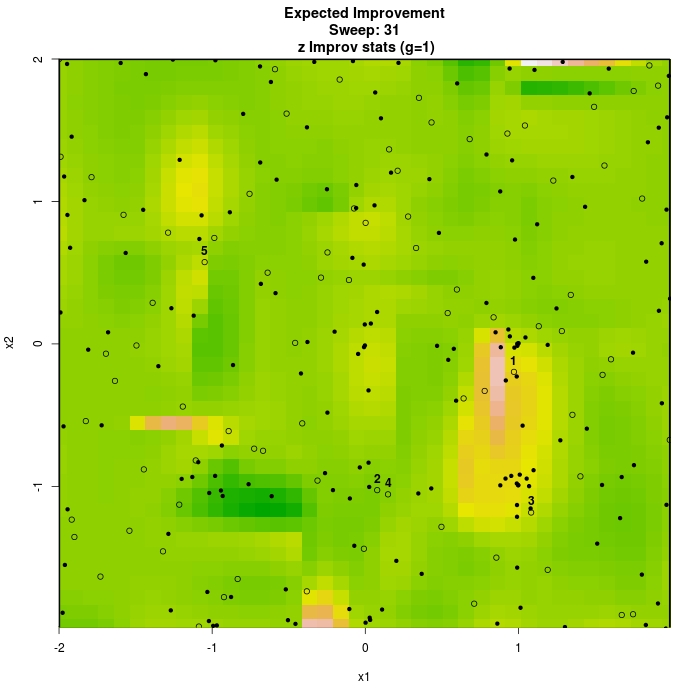 Expected Improvement
Sweep: 31
z Improv stats (g=1)
2
1
0
-1
x2
5
1
2 4
3
-2 -1 0 1
x1